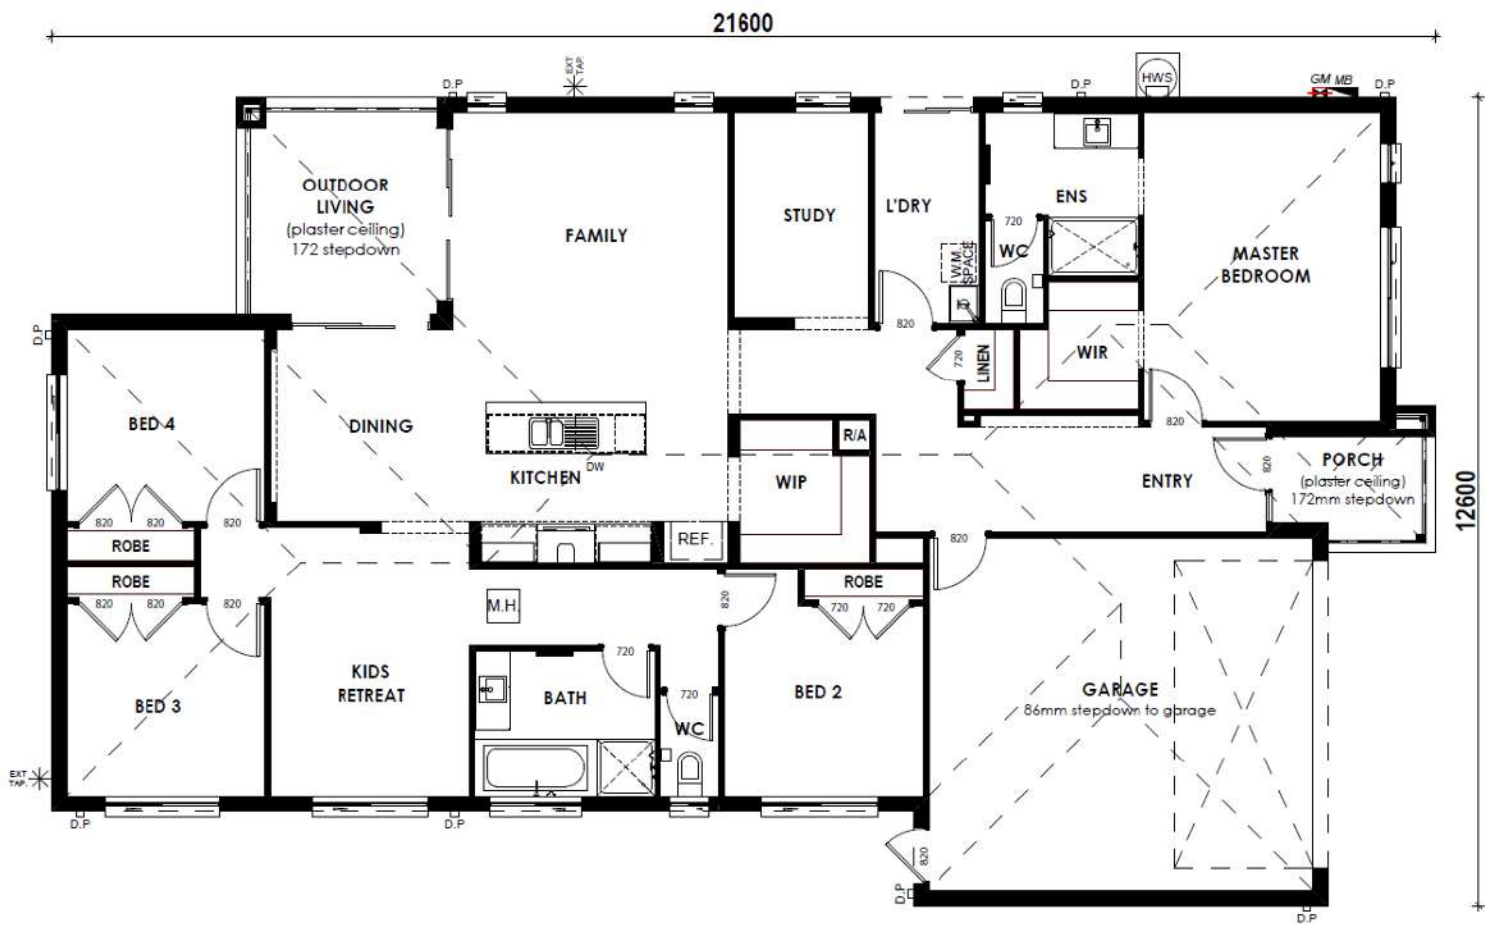 21600
EXT
TAP.
D.P
D.P
HWS
GM MB
D.P
OUTDOOR
LIVING
(plaster ceiling)
172 stepdown
FAMILY
STUDY
L'DRY
ENS
720
WC
W.M.
SPACE
MASTER
BEDROOM
820
D.P
720
LINEN
WIR
BED 4
DINING
820
R/A
DW
KITCHEN
WIP
ENTRY
820
PORCH
(plaster ceiling)
172mm stepdown
12600
820
820
820
REF.
820
ROBE
ROBE
820
820
820
M.H.
820
ROBE
720
720
720
KIDS
RETREAT
BATH
720
WC
BED 2
BED 3
GARAGE
86mm stepdown to garage
EXT
TAP.
D.P
D.P
820
D.P
D.P